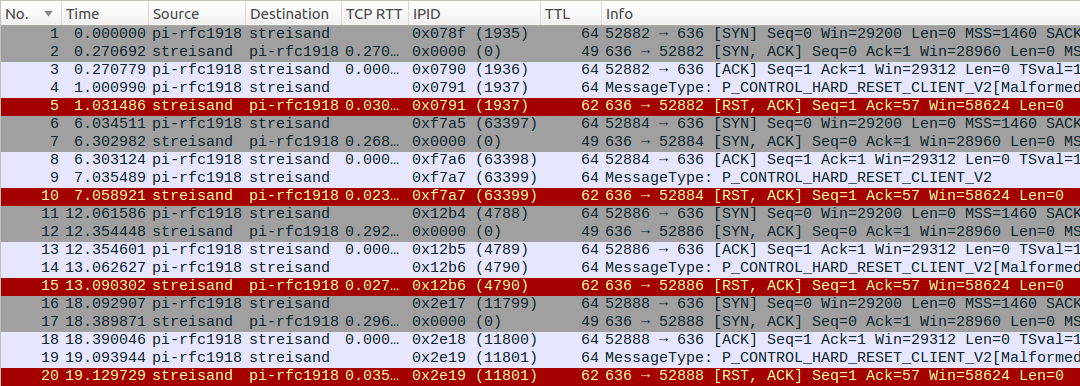 No. Time Source Destination TCP RTT IPID TTL Info
1 0.000000 pi-rfc1918 streisand 0x078f (1935) 64 52882 → 636 [SYN] Seq=0 Win=29200 Len=0 MSS=1460 SACK
2 0.270692 streisand pi-rfc1918 0.270… 0x0000 (0) 49 636 → 52882 [SYN, ACK] Seq=0 Ack=1 Win=28960 Len=0
3 0.270779 pi-rfc1918 streisand 0.000… 0x0790 (1936) 64 52882 → 636 [ACK] Seq=1 Ack=1 Win=29312 Len=0 TSval=1
4 1.000990 pi-rfc1918 streisand 0x0791 (1937) 64 MessageType: P_CONTROL_HARD_RESET_CLIENT_V2[Malformed
5 1.031486 streisand pi-rfc1918 0.030… 0x0791 (1937) 62 636 → 52882 [RST, ACK] Seq=1 Ack=57 Win=58624 Len=0
6 6.034511 pi-rfc1918 streisand 0xf7a5 (63397) 64 52884 → 636 [SYN] Seq=0 Win=29200 Len=0 MSS=1460 SACK
7 6.302982 streisand pi-rfc1918 0.268… 0x0000 (0) 49 636 → 52884 [SYN, ACK] Seq=0 Ack=1 Win=28960 Len=0
8 6.303124 pi-rfc1918 streisand 0.000… 0xf7a6 (63398) 64 52884 → 636 [ACK] Seq=1 Ack=1 Win=29312 Len=0 TSval=1
9 7.035489 pi-rfc1918 streisand 0xf7a7 (63399) 64 MessageType: P_CONTROL_HARD_RESET_CLIENT_V2
10 7.058921 streisand pi-rfc1918 0.023… 0xf7a7 (63399) 62 636 → 52884 [RST, ACK] Seq=1 Ack=57 Win=58624 Len=0
11 12.061586 pi-rfc1918 streisand 0x12b4 (4788) 64 52886 → 636 [SYN] Seq=0 Win=29200 Len=0 MSS=1460 SACK
12 12.354448 streisand pi-rfc1918 0.292… 0x0000 (0) 49 636 → 52886 [SYN, ACK] Seq=0 Ack=1 Win=28960 Len=0
13 12.354601 pi-rfc1918 streisand 0.000… 0x12b5 (4789) 64 52886 → 636 [ACK] Seq=1 Ack=1 Win=29312 Len=0 TSval=1
14 13.062627 pi-rfc1918 streisand 0x12b6 (4790) 64 MessageType: P_CONTROL_HARD_RESET_CLIENT_V2[Malformed
15 13.090302 streisand pi-rfc1918 0.027… 0x12b6 (4790) 62 636 → 52886 [RST, ACK] Seq=1 Ack=57 Win=58624 Len=0
16 18.092907 pi-rfc1918 streisand 0x2e17 (11799) 64 52888 → 636 [SYN] Seq=0 Win=29200 Len=0 MSS=1460 SACK
17 18.389871 streisand pi-rfc1918 0.296… 0x0000 (0) 49 636 → 52888 [SYN, ACK] Seq=0 Ack=1 Win=28960 Len=0
18 18.390046 pi-rfc1918 streisand 0.000… 0x2e18 (11800) 64 52888 → 636 [ACK] Seq=1 Ack=1 Win=29312 Len=0 TSval=1
19 19.093944 pi-rfc1918 streisand 0x2e19 (11801) 64 MessageType: P_CONTROL_HARD_RESET_CLIENT_V2[Malformed
20 19.129729 streisand pi-rfc1918 0.035… 0x2e19 (11801) 62 636 → 52888 [RST, ACK] Seq=1 Ack=57 Win=58624 Len=0